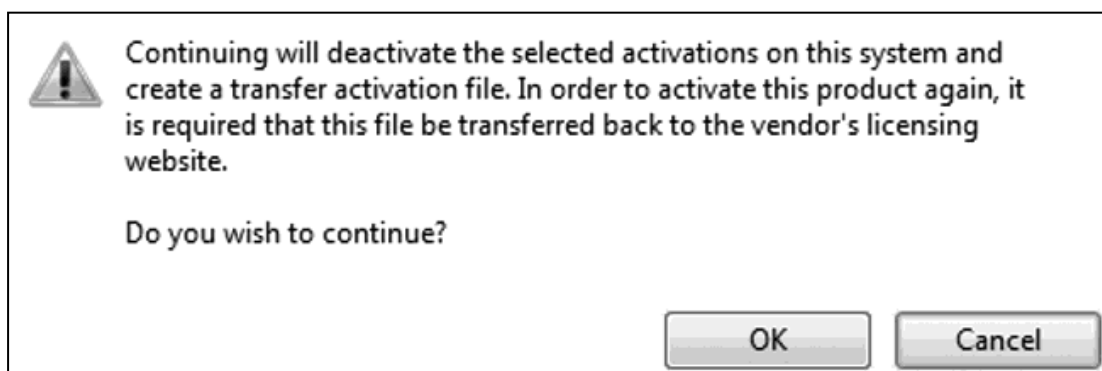 Continuing will deactivate the selected activations on this system and
create a transfer activation file. In order to activate this product again, it
is required that this file be transferred back to the vendor's licensing
website.
Do you wish to continue?
OK
Cancel